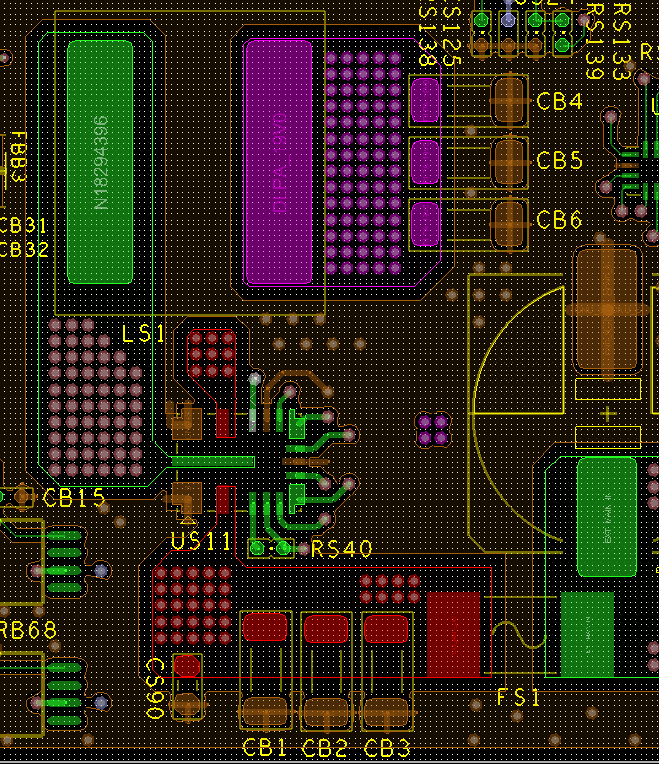 S138
S125
RS139
RS133
CB4
FBB3
CB5
N18294396
CB31
CB32
CB6
LS1
CB15
US11
RS40
RB68
CS90
FS1
CB1
CB2
CB3